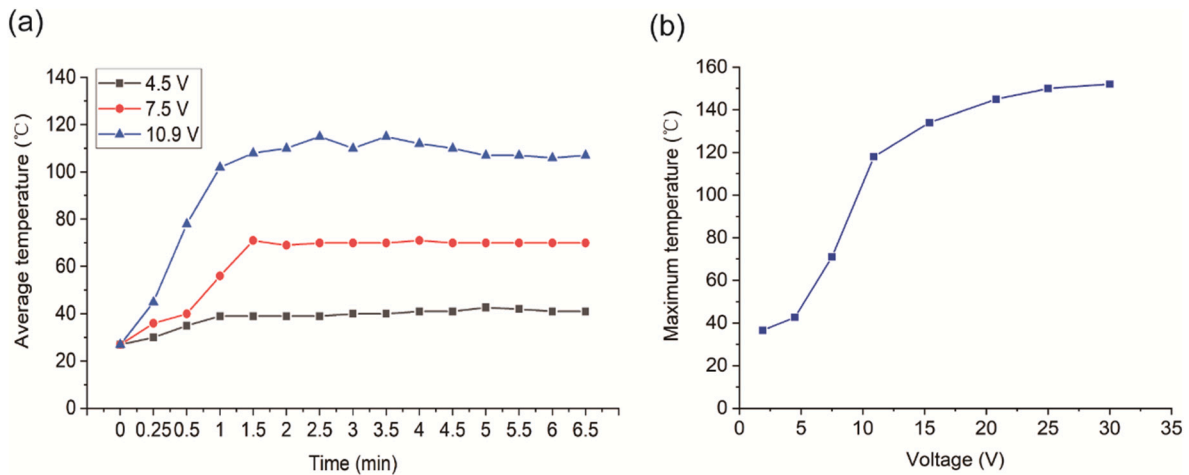 (a)
140
120
100
80
60
40
20
0
Average temperature (℃)
4.5 V
7.5 V
10.9 V
0 0.25 0.5 1 1.5 2 2.5 3 3.5 4 4.5 5 5.5 6 6.5
Time (min)
(b)
160
140
120
100
80
60
40
20
0
Maximum temperature (℃)
0 5 10 15 20 25 30 35
Voltage (V)